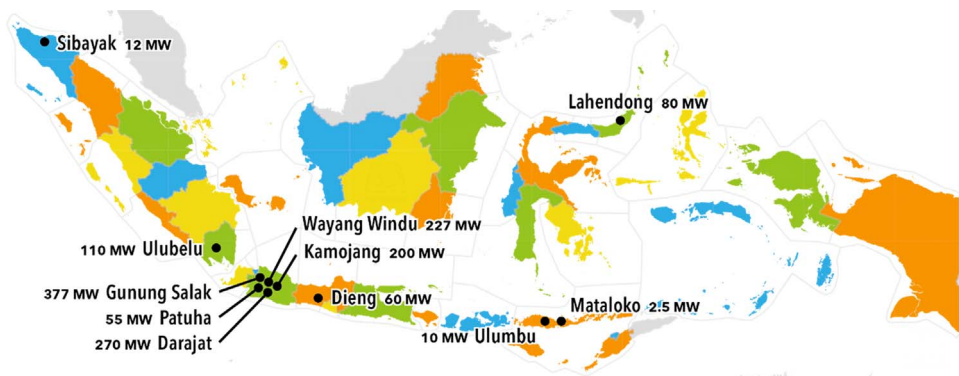 Sibayak 12 MW
Lahendong 80 MW
Wayang Windu 227 MW
110 MW Ulubelu
Kamojang 200 MW
377 MW Gunung Salak
Dieng 60 MW
Mataloko 2.5 MW
55 MW Patuha
10 MW Ulumbu
270 MW Darajat